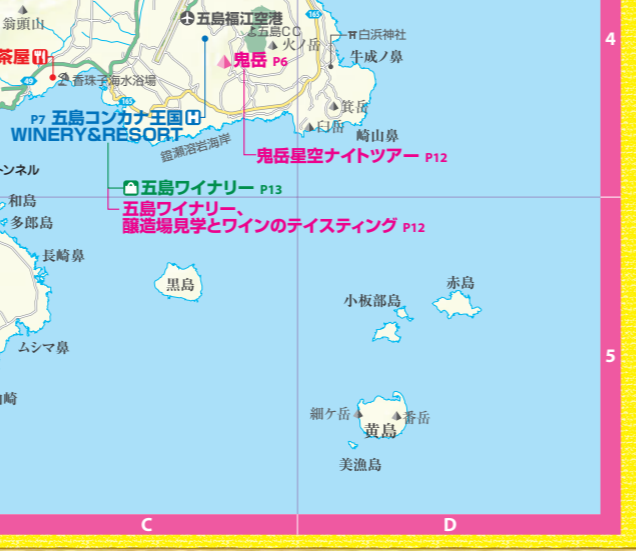 翁頭山
五島福江空港
165
4
五島CC
白浜神社
火ノ岳
牛成ノ鼻
茶屋
鬼岳 P6
49
香珠子海水浴場
165
165
箕岳
P7 五島コンカナ王国 H
WINERY&RESORT
臼岳
崎山鼻
鐙瀬溶岩海岸
鬼岳星空ナイトツアー P12
トンネル
五島ワイナリー P13
和島
五島ワイナリー、
多郎島
醸造場見学とワインのテイスティング P12
長崎鼻
黒島
赤島
小板部島
ムシマ鼻
5
崎
細ケ岳
番岳
黄島
美漁島
C
D